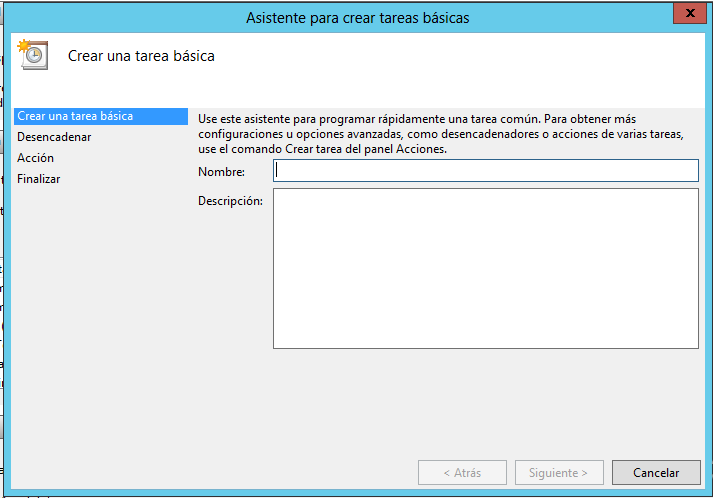 Asistente para crear tareas básicas
x
Crear una tarea básica
Crear una tarea básica
Desencadenar
Acción
Finalizar
Use este asistente para programar rápidamente una tarea común. Para obtener más
configuraciones u opciones avanzadas, como desencadenadores o acciones de varias tareas,
use el comando Crear tarea del panel Acciones.
Nombre:
Descripción:
< Atrás
Siguiente >
Cancelar